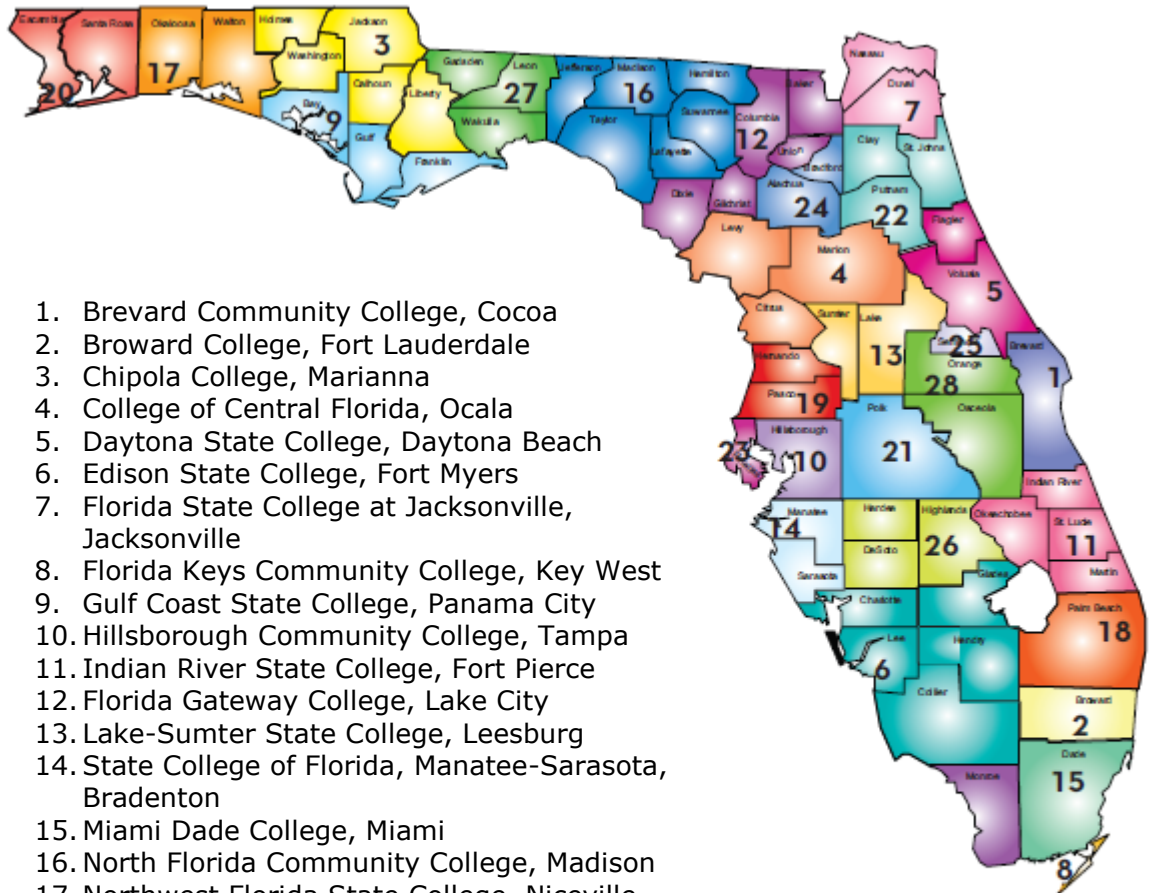 Escambia
Santa Rosa
Okaloosa
Walton
Holmes
Jackson
Washington
3
17
20
Bay
9
Calhoun
Liberty
Gulf
Franklin
Gadsden
Leon
27
Wakulla
Jefferson
Madison
16
Hamilton
Taylor
Suwannee
Lafayette
Columbia
12
Baker
Union
Bradford
Dixie
Gilchrist
Alachua
24
Nassau
Duval
7
Clay
St. Johns
Putnam
22
Flagler
Levy
Marion
4
Volusia
5
Citrus
Sumter
Lake
13
25
Orange
28
Brevard
1
Hernando
Pasco
19
Polk
21
Osceola
Hillsborough
10
23
Indian River
Manatee
14
Hardee
Highlands
26
Okeechobee
St. Lucie
11
DeSoto
Sarasota
Glades
Martin
Charlotte
Palm Beach
18
Lee
6
Hendry
Collier
Broward
2
Dade
15
Monroe
8
1. Brevard Community College, Cocoa
2. Broward College, Fort Lauderdale
3. Chipola College, Marianna
4. College of Central Florida, Ocala
5. Daytona State College, Daytona Beach
6. Edison State College, Fort Myers
7. Florida State College at Jacksonville,
Jacksonville
8. Florida Keys Community College, Key West
9. Gulf Coast State College, Panama City
10. Hillsborough Community College, Tampa
11. Indian River State College, Fort Pierce
12. Florida Gateway College, Lake City
13. Lake-Sumter State College, Leesburg
14. State College of Florida, Manatee-Sarasota,
Bradenton
15. Miami Dade College, Miami
16. North Florida Community College, Madison
17. Northwest Florida State College, Niceville